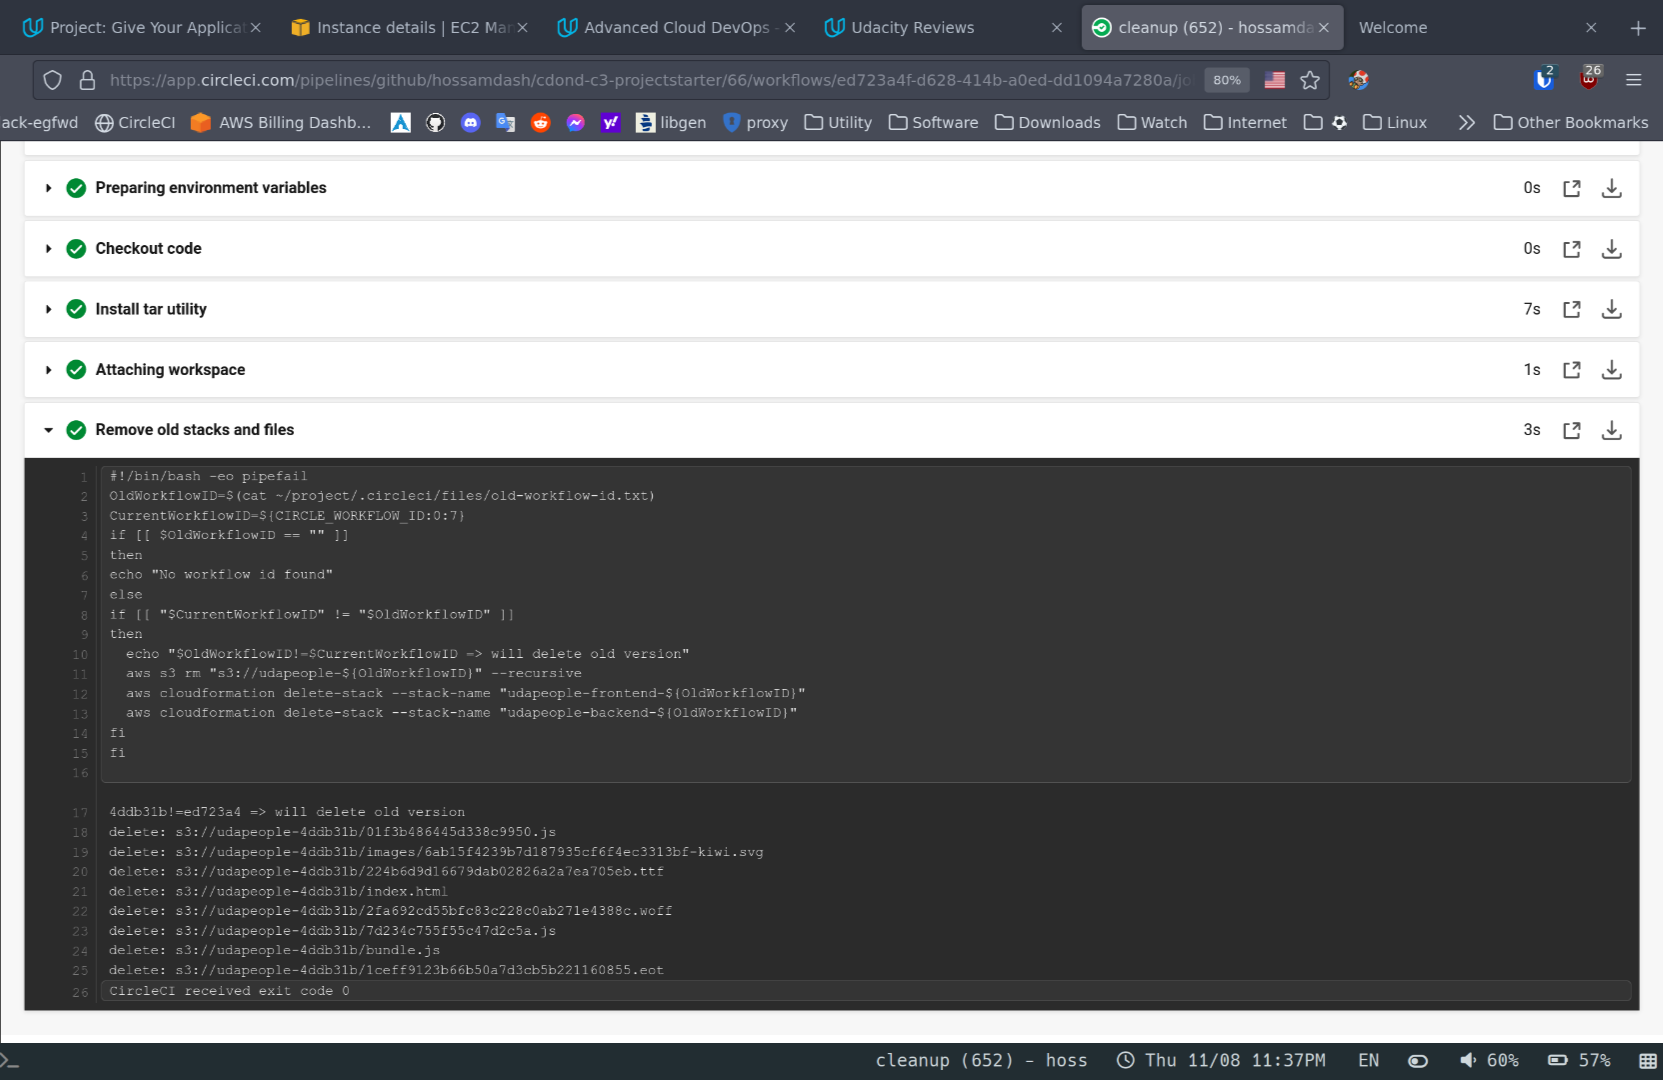 Project: Give Your Applicat
Instance details | EC2 Man
Advanced Cloud DevOps -
Udacity Reviews
cleanup (652) - hossamda
Welcome
https://app.circleci.com/pipelines/github/hossamdash/cdond-c3-projectstarter/66/workflows/ed723a4f-d628-414b-a0ed-dd1094a7280a/jo
80%
2
26
ack-egfwd
CircleCI
AWS Billing Dashb...
libgen
proxy
Utility
Software
Downloads
Watch
Internet
Linux
Other Bookmarks
Preparing environment variables 0s
Checkout code 0s
Install tar utility 7s
Attaching workspace 1s
Remove old stacks and files 3s
1 #!/bin/bash -eo pipefail
2 OldWorkflowID=$(cat ~/project/.circleci/files/old-workflow-id.txt)
3 CurrentWorkflowID=${CIRCLE_WORKFLOW_ID:0:7}
4 if [[ $OldWorkflowID == "" ]]
5 then
6 echo "No workflow id found"
7 else
8 if [[ "$CurrentWorkflowID" != "$OldWorkflowID" ]]
9 then
10 echo "$OldWorkflowID!=$CurrentWorkflowID => will delete old version"
11 aws s3 rm "s3://udapeople-${OldWorkflowID}" --recursive
12 aws cloudformation delete-stack --stack-name "udapeople-frontend-${OldWorkflowID}"
13 aws cloudformation delete-stack --stack-name "udapeople-backend-${OldWorkflowID}"
14 fi
15 fi
16
17 4ddb31b!=ed723a4 => will delete old version
18 delete: s3://udapeople-4ddb31b/01f3b486445d338c9950.js
19 delete: s3://udapeople-4ddb31b/images/6ab15f4239b7d187935cf6f4ec3313bf-kiwi.svg
20 delete: s3://udapeople-4ddb31b/224b6d9d16679dab02826a2a7ea705eb.ttf
21 delete: s3://udapeople-4ddb31b/index.html
22 delete: s3://udapeople-4ddb31b/2fa692cd55bfc83c228c0ab271e4388c.woff
23 delete: s3://udapeople-4ddb31b/7d234c755f55c47d2c5a.js
24 delete: s3://udapeople-4ddb31b/bundle.js
25 delete: s3://udapeople-4ddb31b/1ceff9123b66b50a7d3cb5b221160855.eot
26 CircleCI received exit code 0
cleanup (652) - hoss
Thu 11/08 11:37PM
EN
60%
57%